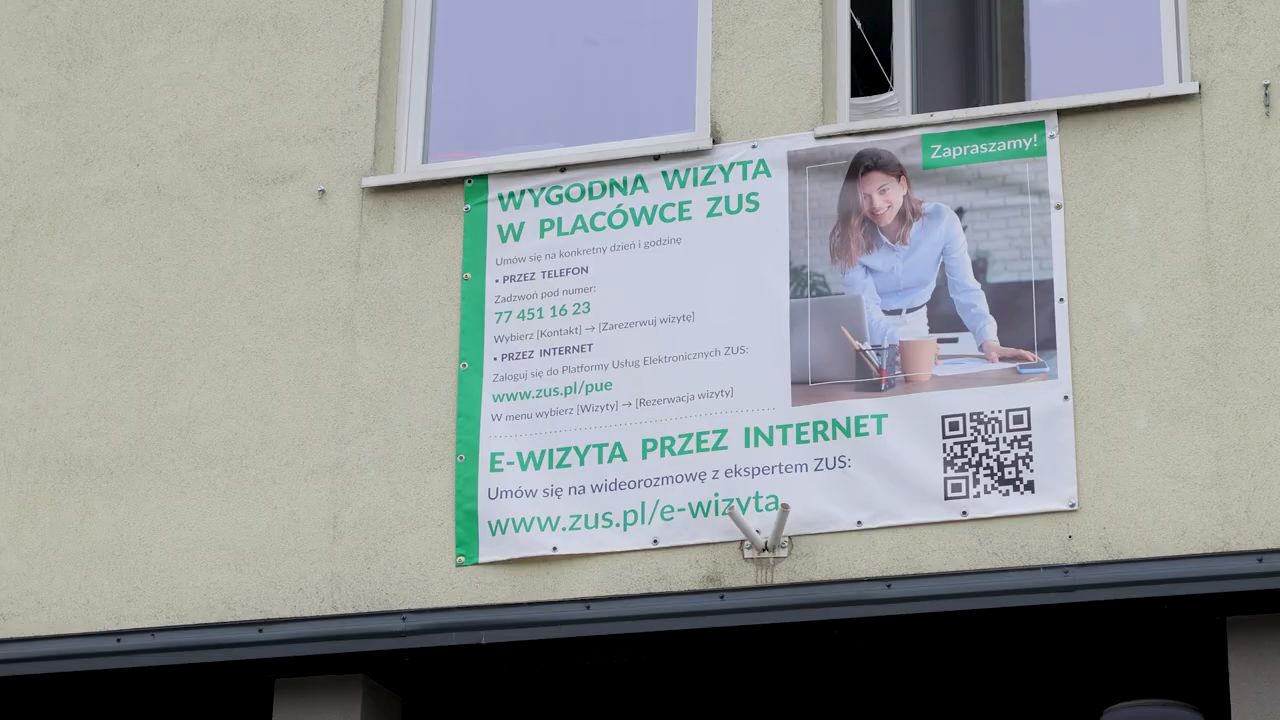 WYGODNA WIZYTA
W PLACÓWCE ZUS
Umów się na konkretny dzień i godzinę
▪ PRZEZ TELEFON
Zadzwoń pod numer:
77 451 16 23
Wybierz [Kontakt] → [Zarezerwuj wizytę]
▪ PRZEZ INTERNET
Zaloguj się do Platformy Usług Elektronicznych ZUS:
www.zus.pl/pue
W menu wybierz [Wizyty] → [Rezerwacja wizyty]
Zapraszamy!
E-WIZYTA PRZEZ INTERNET
Umów się na wideorozmowę z ekspertem ZUS:
www.zus.pl/e-wizyta